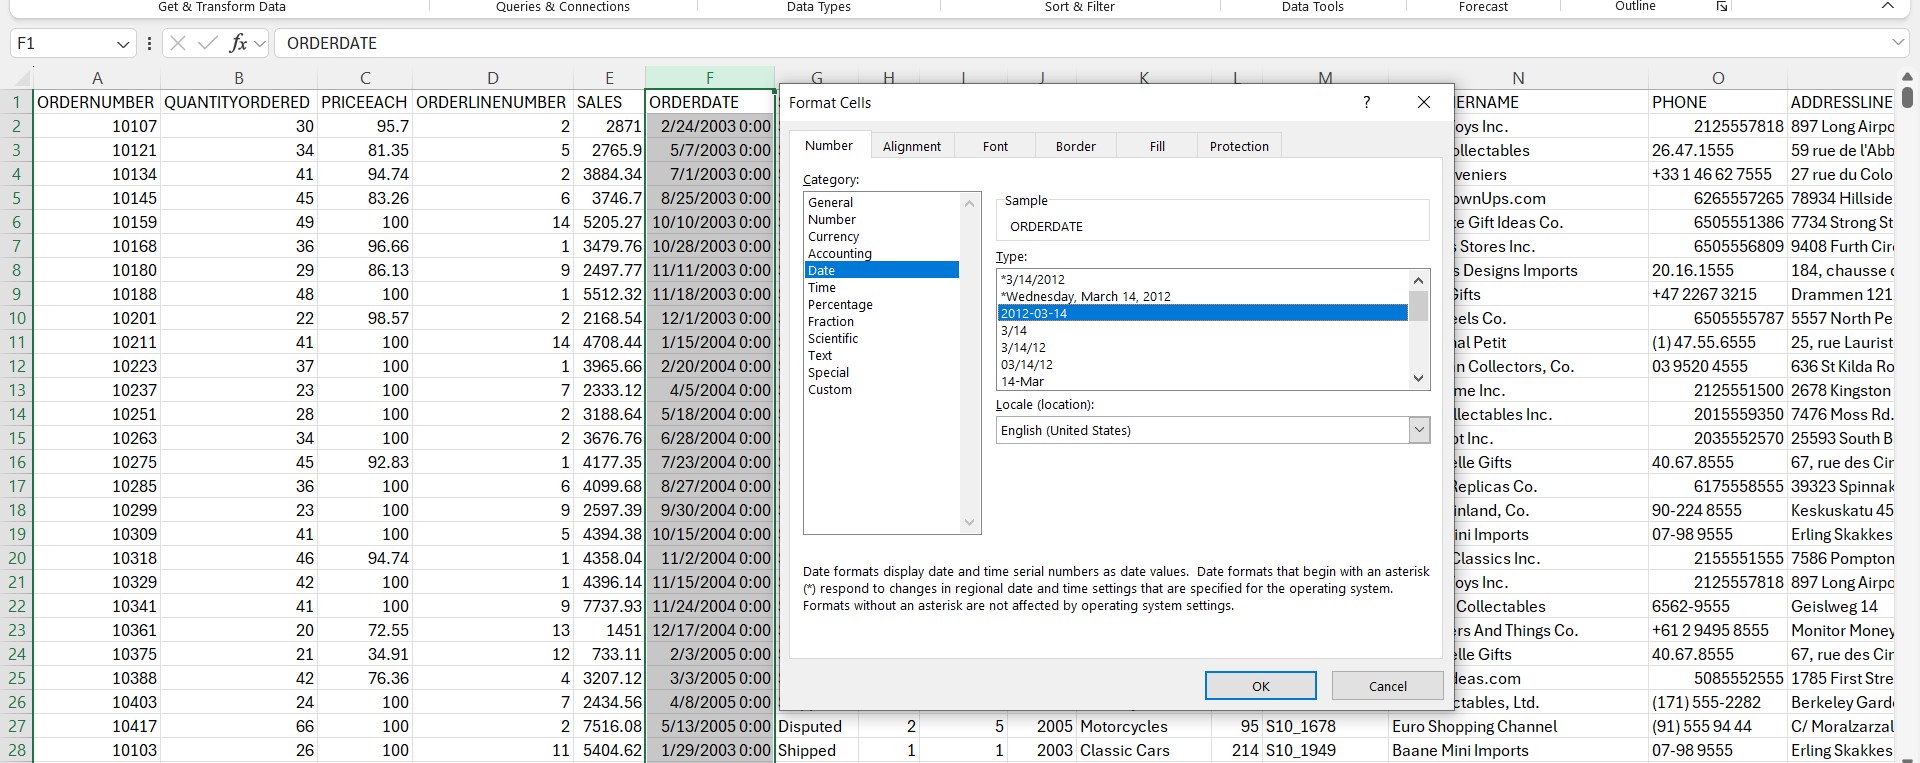 Get & Transform Data Queries & Connections Data Types Sort & Filter Data Tools Forecast Outline
F1 fx ORDERDATE
A B C D E F G H I J K L M N O
1 ORDERNUMBER QUANTITYORDERED PRICEEACH ORDERLINENUMBER SALES ORDERDATE PHONE ADDRESSLINE
2 10107 30 95.7 2 2871 2/24/2003 0:00 2125557818 897 Long Airpo
3 10121 34 81.35 5 2765.9 5/7/2003 0:00 26.47.1555 59 rue de l'Abb
4 10134 41 94.74 2 3884.34 7/1/2003 0:00 +33 1 46 62 7555 27 rue du Colo
5 10145 45 83.26 6 3746.7 8/25/2003 0:00 ownUps.com 6265557265 78934 Hillside
6 10159 49 100 14 5205.27 10/10/2003 0:00 te Gift Ideas Co. 6505551386 7734 Strong St
7 10168 36 96.66 1 3479.76 10/28/2003 0:00 s Stores Inc. 6505556809 9408 Furth Circ
8 10180 29 86.13 9 2497.77 11/11/2003 0:00 s Designs Imports 20.16.1555 184, chausse d
9 10188 48 100 1 5512.32 11/18/2003 0:00 Gifts +47 2267 3215 Drammen 121
10 10201 22 98.57 2 2168.54 12/1/2003 0:00 els Co. 6505555787 5557 North Pe
11 10211 41 100 14 4708.44 1/15/2004 0:00 nal Petit (1) 47.55.6555 25, rue Laurist
12 10223 37 100 1 3965.66 2/20/2004 0:00 n Collectors, Co. 03 9520 4555 636 St Kilda Ro
13 10237 23 100 7 2333.12 4/5/2004 0:00 me Inc. 2125551500 2678 Kingston
14 10251 28 100 2 3188.64 5/18/2004 0:00 llectables Inc. 2015559350 7476 Moss Rd.
15 10263 34 100 2 3676.76 6/28/2004 0:00 ot Inc. 2035552570 25593 South B
16 10275 45 92.83 1 4177.35 7/23/2004 0:00 elle Gifts 40.67.8555 67, rue des Cin
17 10285 36 100 6 4099.68 8/27/2004 0:00 Replicas Co. 6175558555 39323 Spinnak
18 10299 23 100 9 2597.39 9/30/2004 0:00 inland, Co. 90-224 8555 Keskuskatu 45
19 10309 41 100 5 4394.38 10/15/2004 0:00 ini Imports 07-98 9555 Erling Skakkes
20 10318 46 94.74 1 4358.04 11/2/2004 0:00 Classics Inc. 2155551555 7586 Pompton
21 10329 42 100 1 4396.14 11/15/2004 0:00 oys Inc. 2125557818 897 Long Airpo
22 10341 41 100 9 7737.93 11/24/2004 0:00 Collectables 6562-9555 Geislweg 14
23 10361 20 72.55 13 1451 12/17/2004 0:00 ers And Things Co. +61 2 9495 8555 Monitor Money
24 10375 21 34.91 12 733.11 2/3/2005 0:00 elle Gifts 40.67.8555 67, rue des Cin
25 10388 42 76.36 4 3207.12 3/3/2005 0:00 deas.com 5085552555 1785 First Stre
26 10403 24 100 7 2434.56 4/8/2005 0:00 ctables, Ltd. (171) 555-2282 Berkeley Gard
27 10417 66 100 2 7516.08 5/13/2005 0:00 Disputed 2 5 2005 Motorcycles 95 S10_1678 Euro Shopping Channel (91) 555 94 44 C/ Moralzarzal
28 10103 26 100 11 5404.62 1/29/2003 0:00 Shipped 1 1 2003 Classic Cars 214 S10_1949 Baane Mini Imports 07-98 9555 Erling Skakkes
Format Cells ?
Number Alignment Font Border Fill Protection
Category:
General
Number
Currency
Accounting
Date
Time
Percentage
Fraction
Scientific
Text
Special
Custom
Sample
ORDERDATE
Type:
*3/14/2012
*Wednesday, March 14, 2012
2012-03-14
3/14
3/14/12
03/14/12
14-Mar
Locale (location):
English (United States)
Date formats display date and time serial numbers as date values. Date formats that begin with an asterisk
(*) respond to changes in regional date and time settings that are specified for the operating system.
Formats without an asterisk are not affected by operating system settings.
OK Cancel